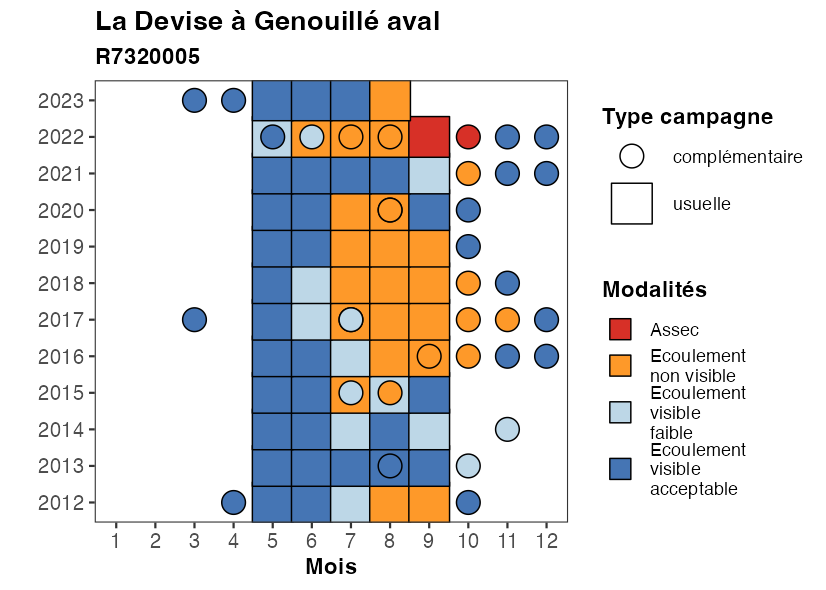 La Devise à Genouillé aval
R7320005
2023
2022
2021
2020
2019
2018
2017
2016
2015
2014
2013
2012
1 2 3 4 5 6 7 8 9 10 11 12
Mois
Type campagne
complémentaire
usuelle
Modalités
Assec
Ecoulement
non visible
Ecoulement
visible
faible
Ecoulement
visible
acceptable